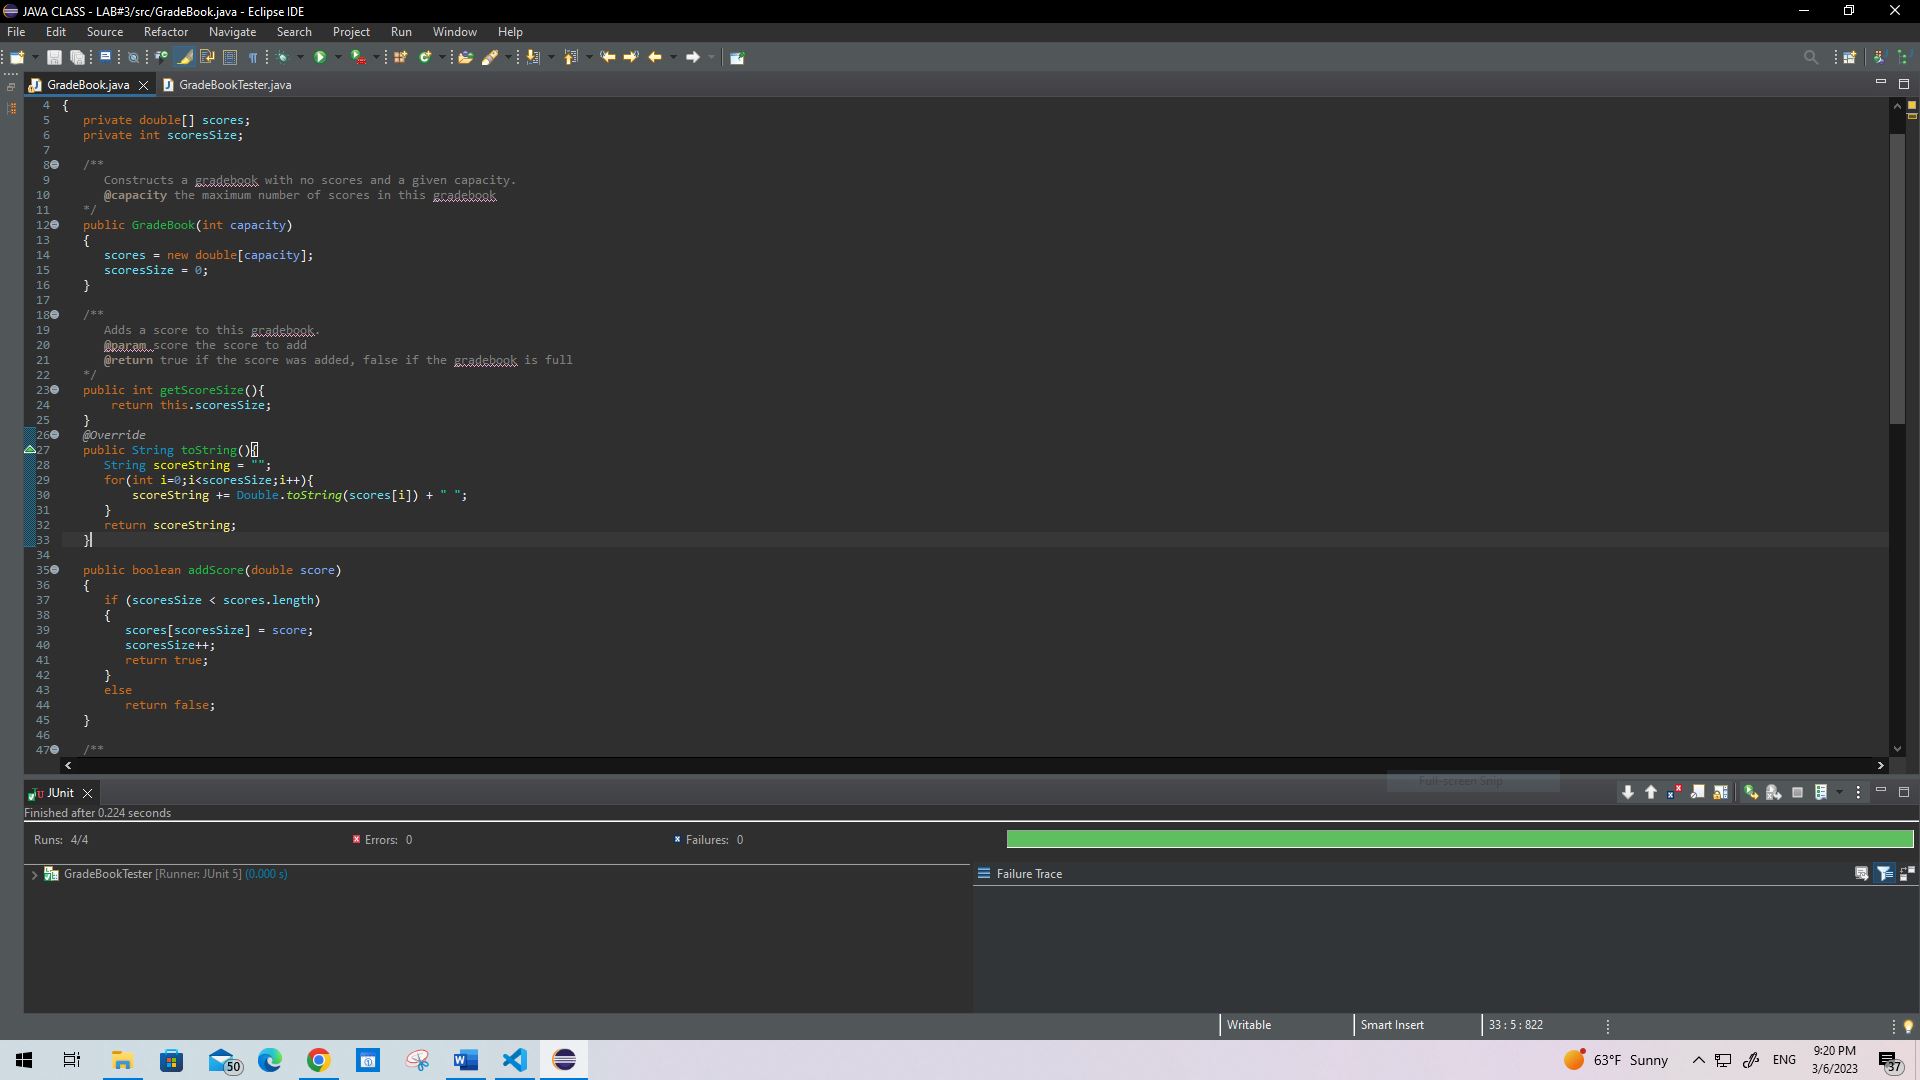 JAVA CLASS - LAB#3/src/GradeBook.java - Eclipse IDE
File Edit Source Refactor Navigate Search Project Run Window Help
GradeBook.java GradeBookTester.java
4 {
5 private double[] scores;
6 private int scoresSize;
7
8 /**
9 Constructs a gradebook with no scores and a given capacity.
10 @capacity the maximum number of scores in this gradebook
11 */
12 public GradeBook(int capacity)
13 {
14 scores = new double[capacity];
15 scoresSize = 0;
16 }
17
18 /**
19 Adds a score to this gradebook.
20 @param score the score to add
21 @return true if the score was added, false if the gradebook is full
22 */
23 public int getScoreSize(){
24 return this.scoresSize;
25 }
26 @Override
27 public String toString(){
28 String scoreString = "";
29 for(int i=0;i<scoresSize;i++){
30 scoreString += Double.toString(scores[i]) + " ";
31 }
32 return scoreString;
33 }
34
35 public boolean addScore(double score)
36 {
37 if (scoresSize < scores.length)
38 {
39 scores[scoresSize] = score;
40 scoresSize++;
41 return true;
42 }
43 else
44 return false;
45 }
46
47 /**
Full-screen Snip
JUnit
Finished after 0.224 seconds
Runs: 4/4 Errors: 0 Failures: 0
GradeBookTester [Runner: JUnit 5] (0.000 s)
Failure Trace
Writable Smart Insert 33 : 5 : 822
50
63°F Sunny ENG 9:20 PM
3/6/2023
37